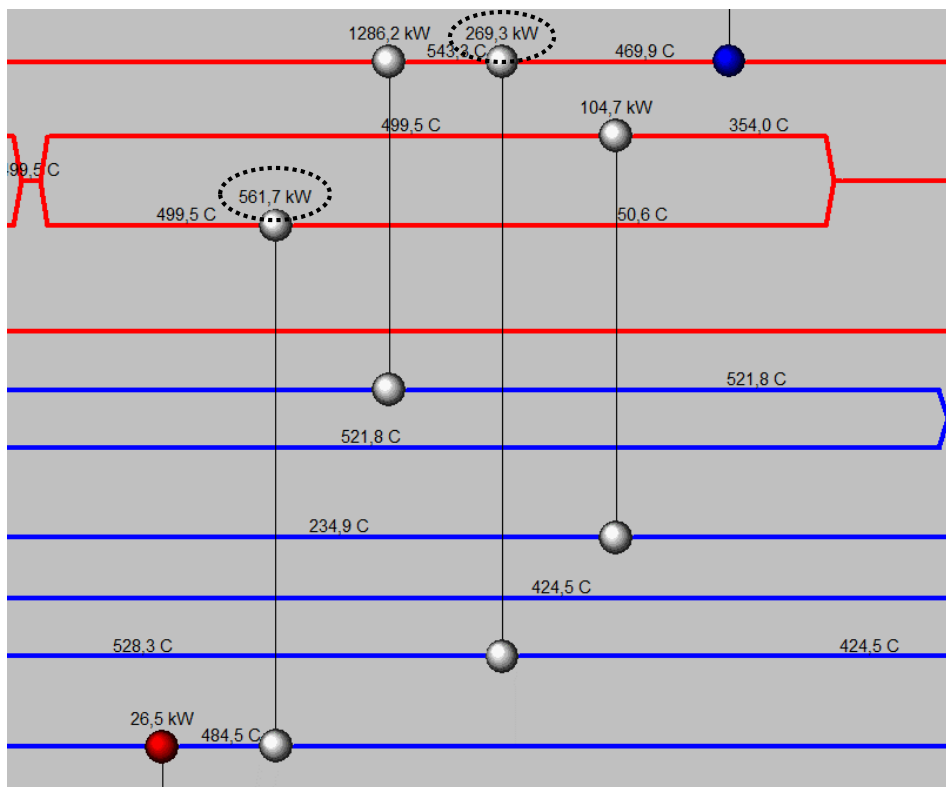 1286,2 kW
269,3 kW
543,3 C
469,9 C
104,7 kW
499,5 C
354,0 C
99,5 C
561,7 kW
499,5 C
50,6 C
521,8 C
521,8 C
234,9 C
424,5 C
528,3 C
424,5 C
26,5 kW
484,5 C